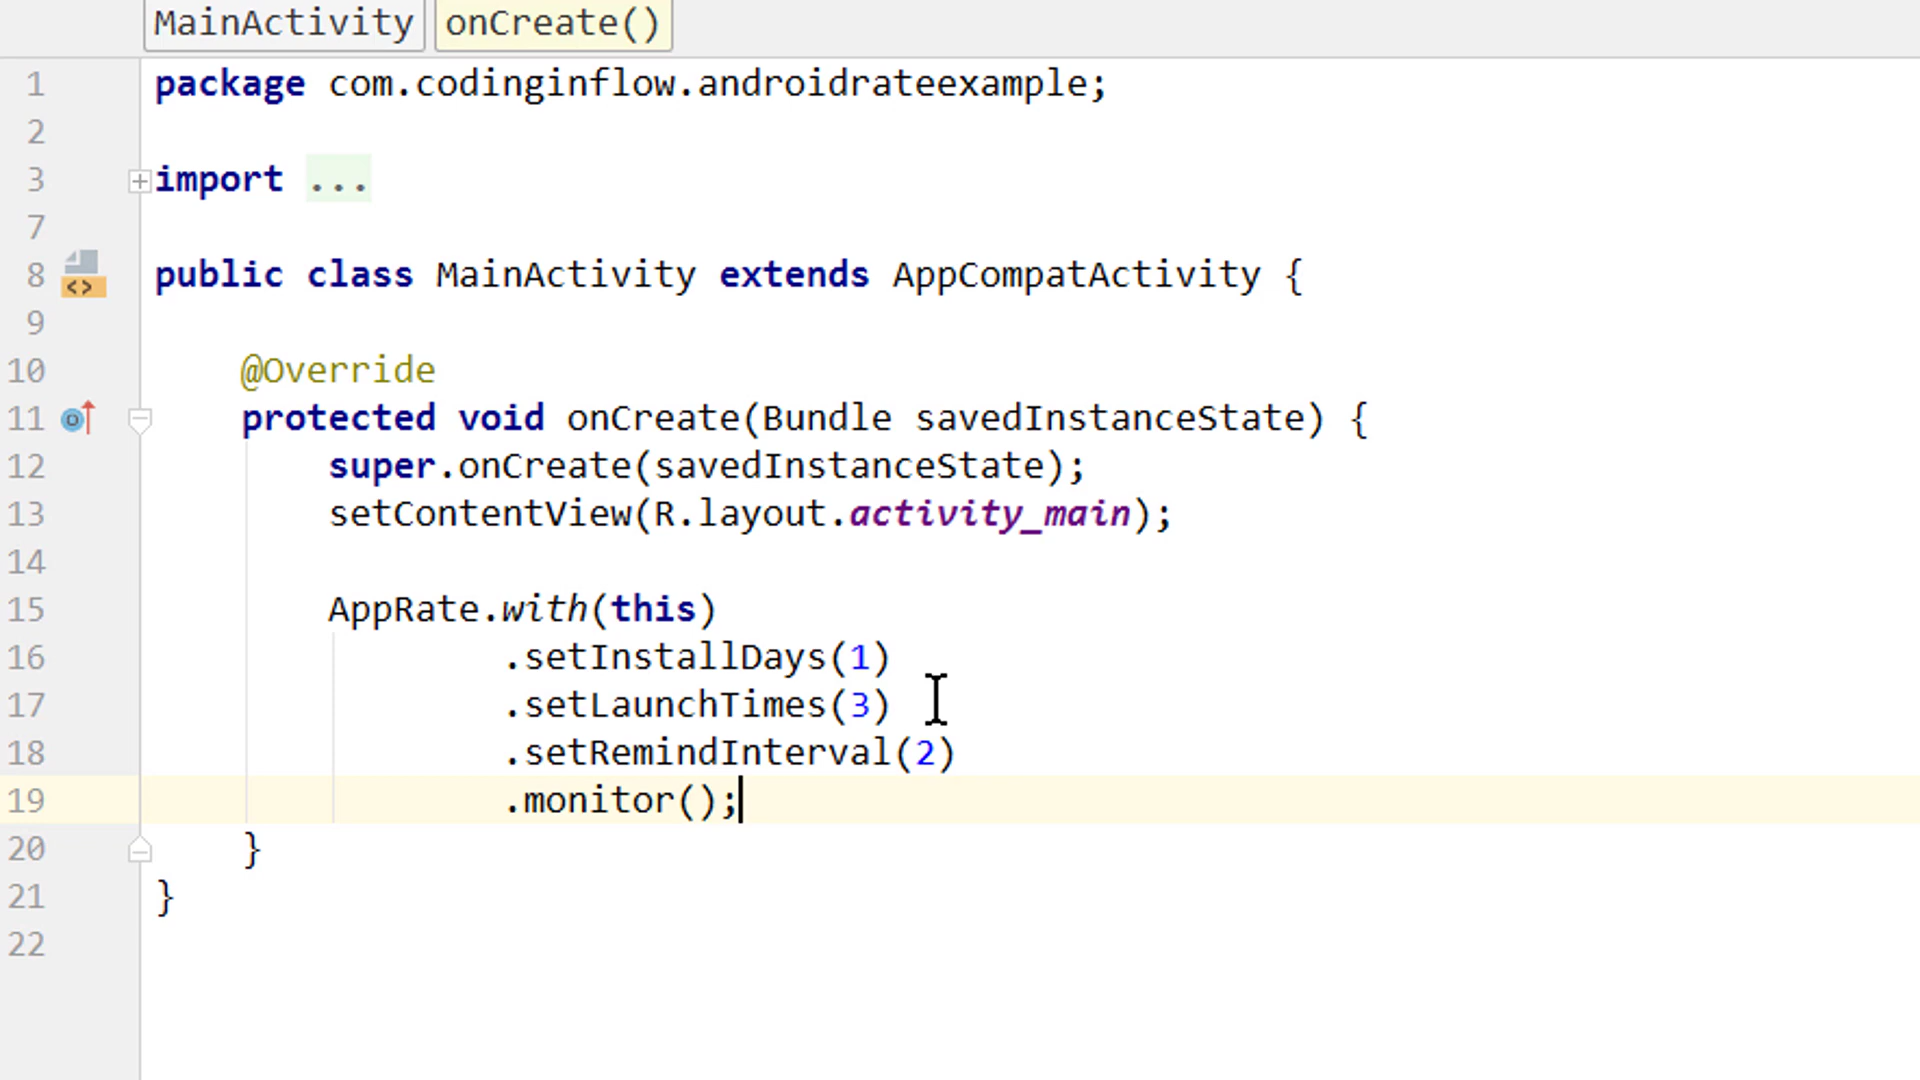 MainActivity onCreate()
1 package com.codinginflow.androidrateexample;
2
3 import ...
7
8 public class MainActivity extends AppCompatActivity {
9
10 @Override
11 protected void onCreate(Bundle savedInstanceState) {
12 super.onCreate(savedInstanceState);
13 setContentView(R.layout.activity_main);
14
15 AppRate.with(this)
16 .setInstallDays(1)
17 .setLaunchTimes(3)
18 .setRemindInterval(2)
19 .monitor();
20 }
21 }
22